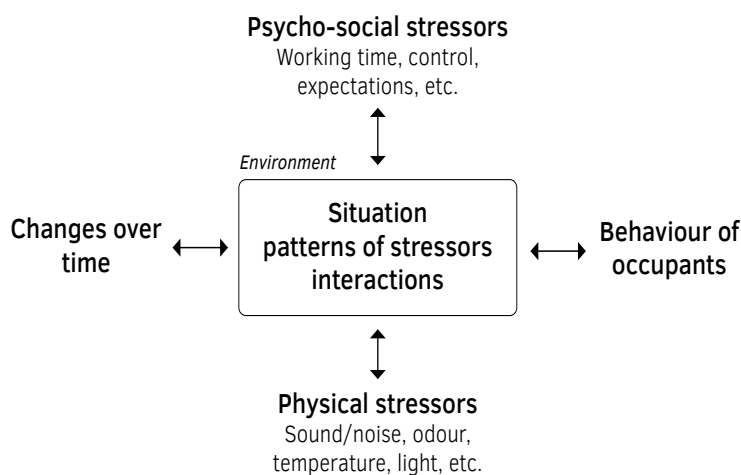 Psycho-social stressors
Working time, control,
expectations, etc.
Environment
Situation
patterns of stressors
interactions
Changes over
time
Behaviour of
occupants
Physical stressors
Sound/noise, odour,
temperature, light, etc.